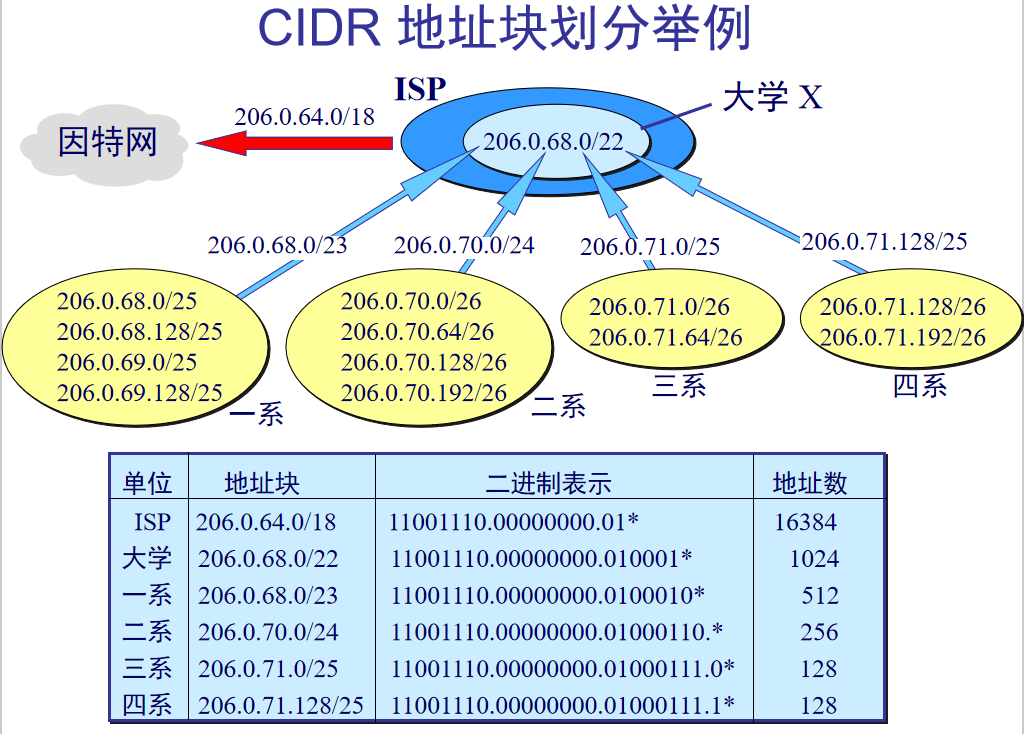 CIDR 地址块划分举例
ISP
大学 X
206.0.64.0/18
因特网
206.0.68.0/22
206.0.68.0/23
206.0.70.0/24
206.0.71.0/25
206.0.71.128/25
206.0.68.0/25
206.0.68.128/25
206.0.69.0/25
206.0.69.128/25
一系
206.0.70.0/26
206.0.70.64/26
206.0.70.128/26
206.0.70.192/26
二系
206.0.71.0/26
206.0.71.64/26
三系
206.0.71.128/26
206.0.71.192/26
四系
单位 地址块 二进制表示 地址数
ISP 206.0.64.0/18 11001110.00000000.01* 16384
大学 206.0.68.0/22 11001110.00000000.010001* 1024
一系 206.0.68.0/23 11001110.00000000.0100010* 512
二系 206.0.70.0/24 11001110.00000000.01000110.* 256
三系 206.0.71.0/25 11001110.00000000.01000111.0* 128
四系 206.0.71.128/25 11001110.00000000.01000111.1* 128